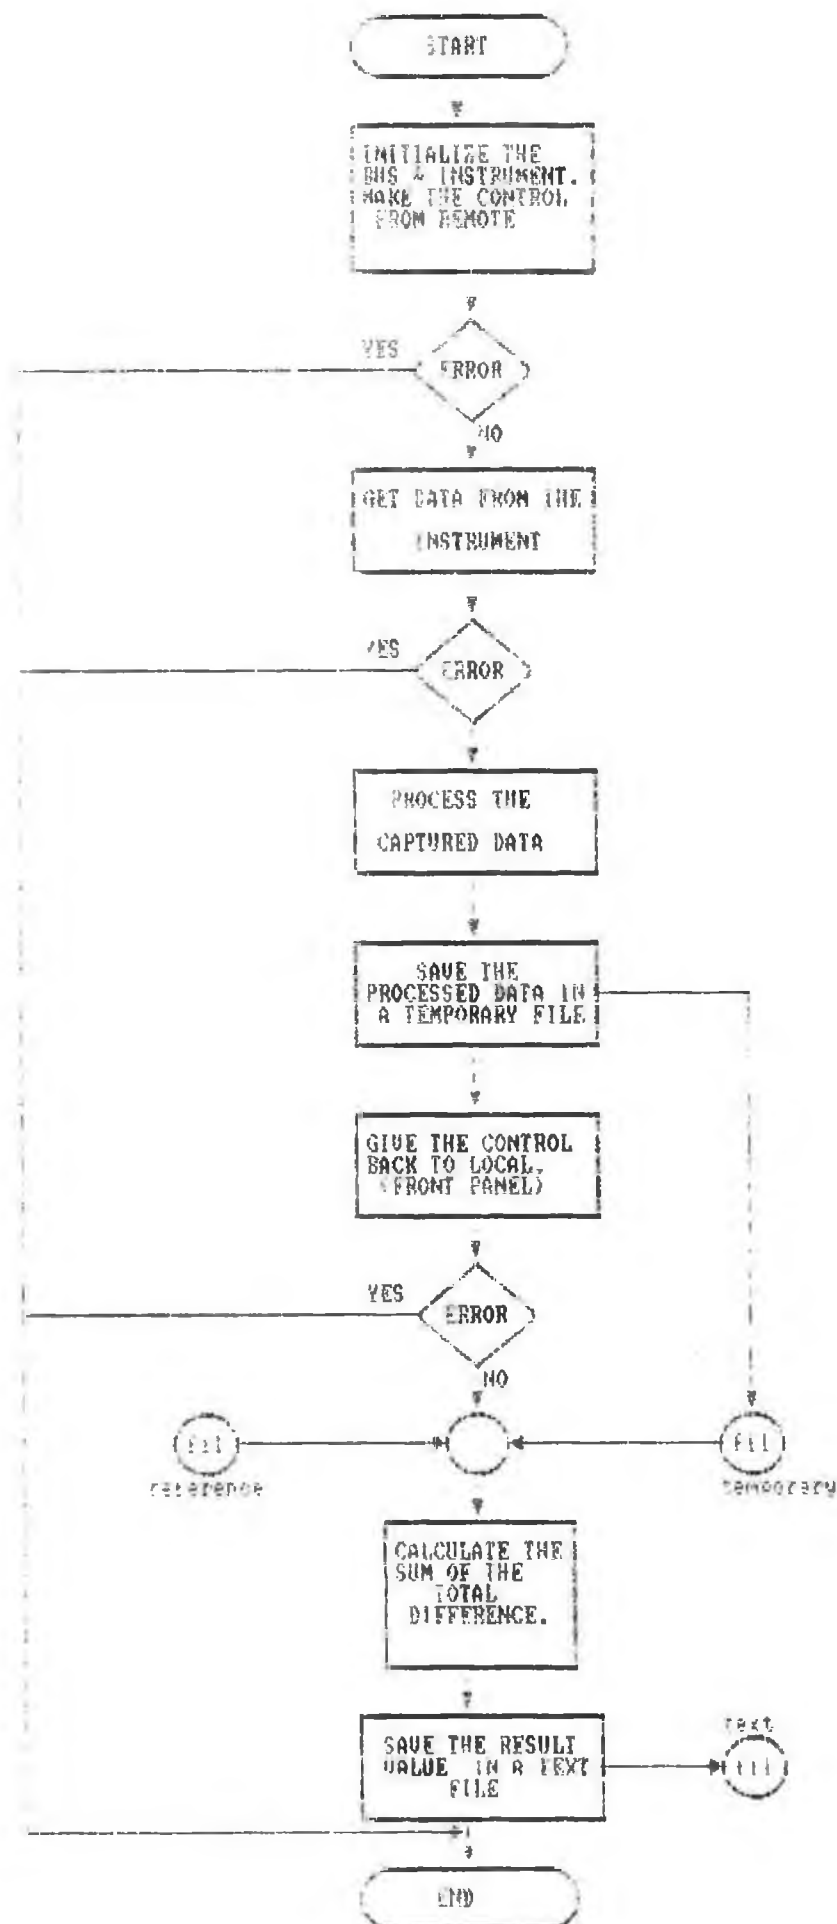 START
INITIALIZE THE
BUS & INSTRUMENT.
MAKE THE CONTROL
FROM REMOTE
YES
ERROR
NO
GET DATA FROM THE
INSTRUMENT
YES
ERROR
PROCESS THE
CAPTURED DATA
SAVE THE
PROCESSED DATA IN
A TEMPORARY FILE
GIVE THE CONTROL
BACK TO LOCAL.
(FRONT PANEL)
YES
ERROR
NO
fil
fil
reference
temporary
CALCULATE THE
SUM OF THE
TOTAL
DIFFERENCE.
text
SAVE THE RESULT
VALUE IN A TEXT
FILE
fil
END